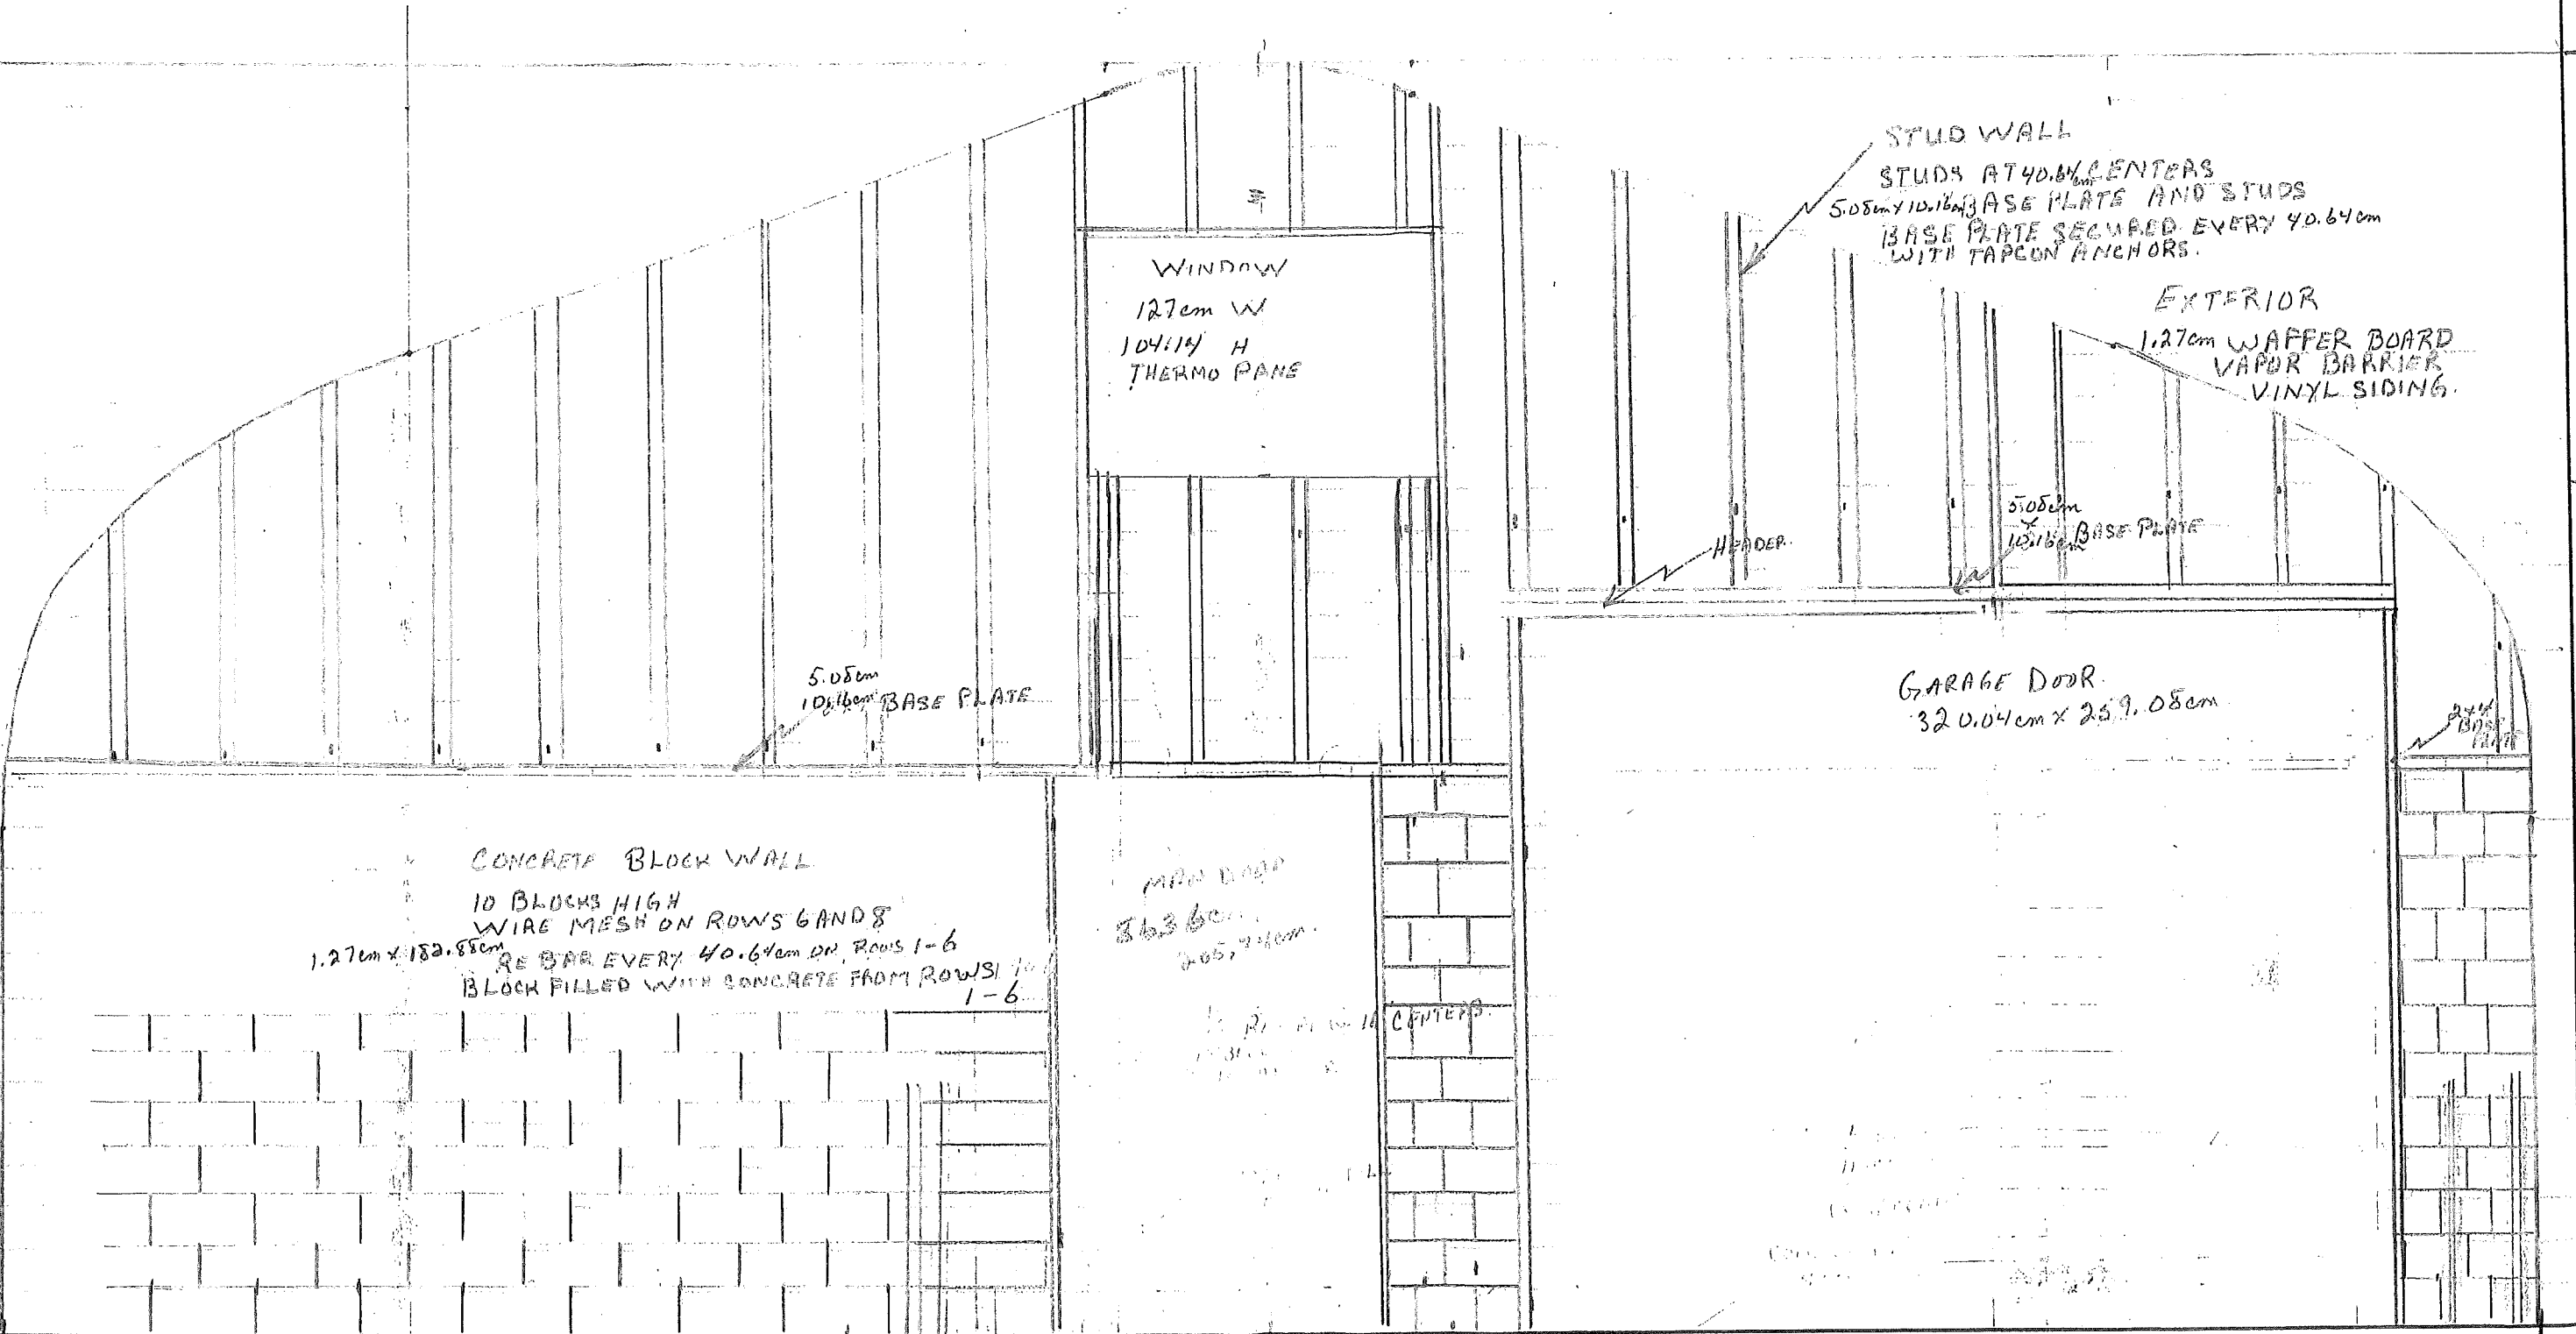 STUD WALL
STUDS AT 40.64cm CENTERS
5.08cm X 10.16cm BASE PLATE AND STUDS
BASE PLATE SECURED EVERY 40.64cm
WITH TAPCON ANCHORS.
EXTERIOR
1.27cm WAFFER BOARD
VAPOR BARRIER
VINYL SIDING.
WINDOW
127cm W
104.14 H
THERMO PANE
HEADER.
5.08cm
X
10.16cm BASE PLATE
5.08cm
10.16cm BASE PLATE
GARAGE DOOR.
320.04cm X 259.08cm
2x4
BASE
PLATE
CONCRETE BLOCK WALL
10 BLOCKS HIGH
WIRE MESH ON ROWS 6 AND 8
1.27cm X 182.88cm
RE BAR EVERY 40.64cm ON ROWS 1-6
BLOCK FILLED WITH CONCRETE FROM ROWS
1-6
MAN DOOR
CENTERS.